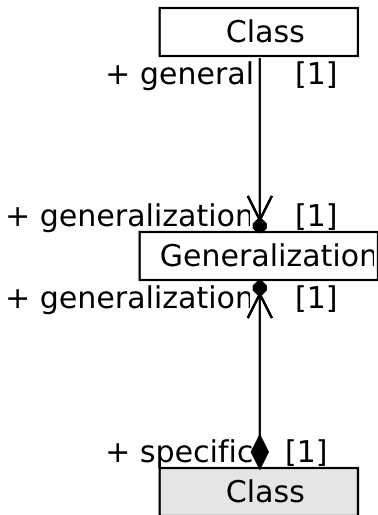 Class
+ general [1]
+ generalization [1]
Generalization
+ generalization [1]
+ specific [1]
Class